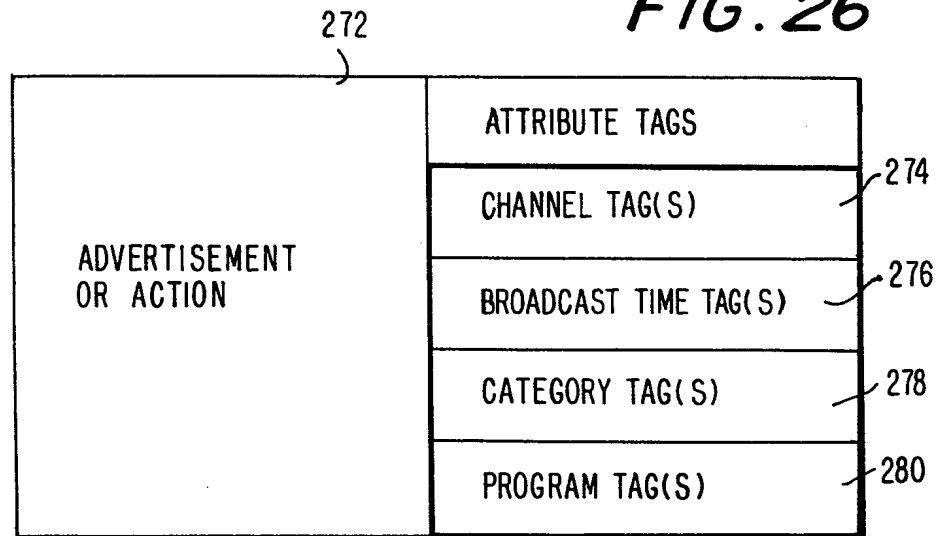 FIG. 26
272
ATTRIBUTE TAGS
274
CHANNEL TAG(S)
ADVERTISEMENT
OR ACTION
276
BROADCAST TIME TAG(S)
278
CATEGORY TAG(S)
280
PROGRAM TAG(S)